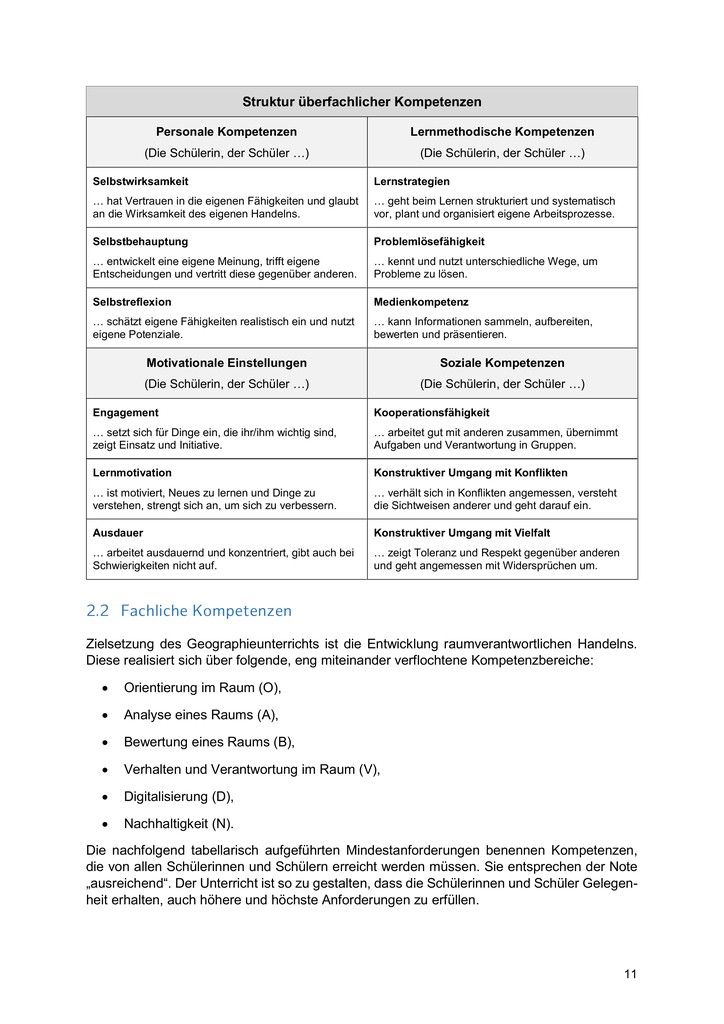 Struktur überfachlicher Kompetenzen
Personale Kompetenzen
(Die Schülerin, der Schüler …)
Lernmethodische Kompetenzen
(Die Schülerin, der Schüler …)
Selbstwirksamkeit
… hat Vertrauen in die eigenen Fähigkeiten und glaubt
an die Wirksamkeit des eigenen Handelns.
Lernstrategien
… geht beim Lernen strukturiert und systematisch
vor, plant und organisiert eigene Arbeitsprozesse.
Selbstbehauptung
… entwickelt eine eigene Meinung, trifft eigene
Entscheidungen und vertritt diese gegenüber anderen.
Problemlösefähigkeit
… kennt und nutzt unterschiedliche Wege, um
Probleme zu lösen.
Selbstreflexion
… schätzt eigene Fähigkeiten realistisch ein und nutzt
eigene Potenziale.
Medienkompetenz
… kann Informationen sammeln, aufbereiten,
bewerten und präsentieren.
Motivationale Einstellungen
(Die Schülerin, der Schüler …)
Soziale Kompetenzen
(Die Schülerin, der Schüler …)
Engagement
… setzt sich für Dinge ein, die ihr/ihm wichtig sind,
zeigt Einsatz und Initiative.
Kooperationsfähigkeit
… arbeitet gut mit anderen zusammen, übernimmt
Aufgaben und Verantwortung in Gruppen.
Lernmotivation
… ist motiviert, Neues zu lernen und Dinge zu
verstehen, strengt sich an, um sich zu verbessern.
Konstruktiver Umgang mit Konflikten
… verhält sich in Konflikten angemessen, versteht
die Sichtweisen anderer und geht darauf ein.
Ausdauer
… arbeitet ausdauernd und konzentriert, gibt auch bei
Schwierigkeiten nicht auf.
Konstruktiver Umgang mit Vielfalt
… zeigt Toleranz und Respekt gegenüber anderen
und geht angemessen mit Widersprüchen um.
2.2 Fachliche Kompetenzen
Zielsetzung des Geographieunterrichts ist die Entwicklung raumverantwortlichen Handelns.
Diese realisiert sich über folgende, eng miteinander verflochtene Kompetenzbereiche:
• Orientierung im Raum (O),
• Analyse eines Raums (A),
• Bewertung eines Raums (B),
• Verhalten und Verantwortung im Raum (V),
• Digitalisierung (D),
• Nachhaltigkeit (N).
Die nachfolgend tabellarisch aufgeführten Mindestanforderungen benennen Kompetenzen,
die von allen Schülerinnen und Schülern erreicht werden müssen. Sie entsprechen der Note
„ausreichend“. Der Unterricht ist so zu gestalten, dass die Schülerinnen und Schüler Gelegen-
heit erhalten, auch höhere und höchste Anforderungen zu erfüllen.
11